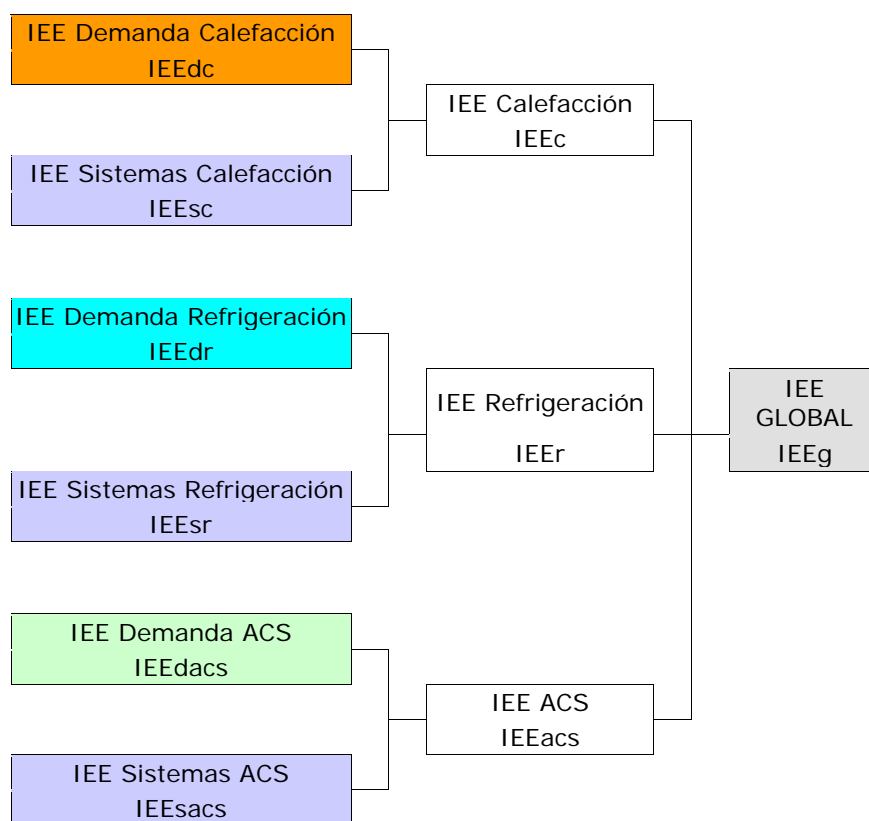 IEE Demanda Calefacción
IEEdc
IEE Sistemas Calefacción
IEEsc
IEE Calefacción
IEEc
IEE Demanda Refrigeración
IEEdr
IEE Sistemas Refrigeración
IEEsr
IEE Refrigeración
IEEr
IEE Demanda ACS
IEEdacs
IEE Sistemas ACS
IEEsacs
IEE ACS
IEEacs
IEE
GLOBAL
IEEg